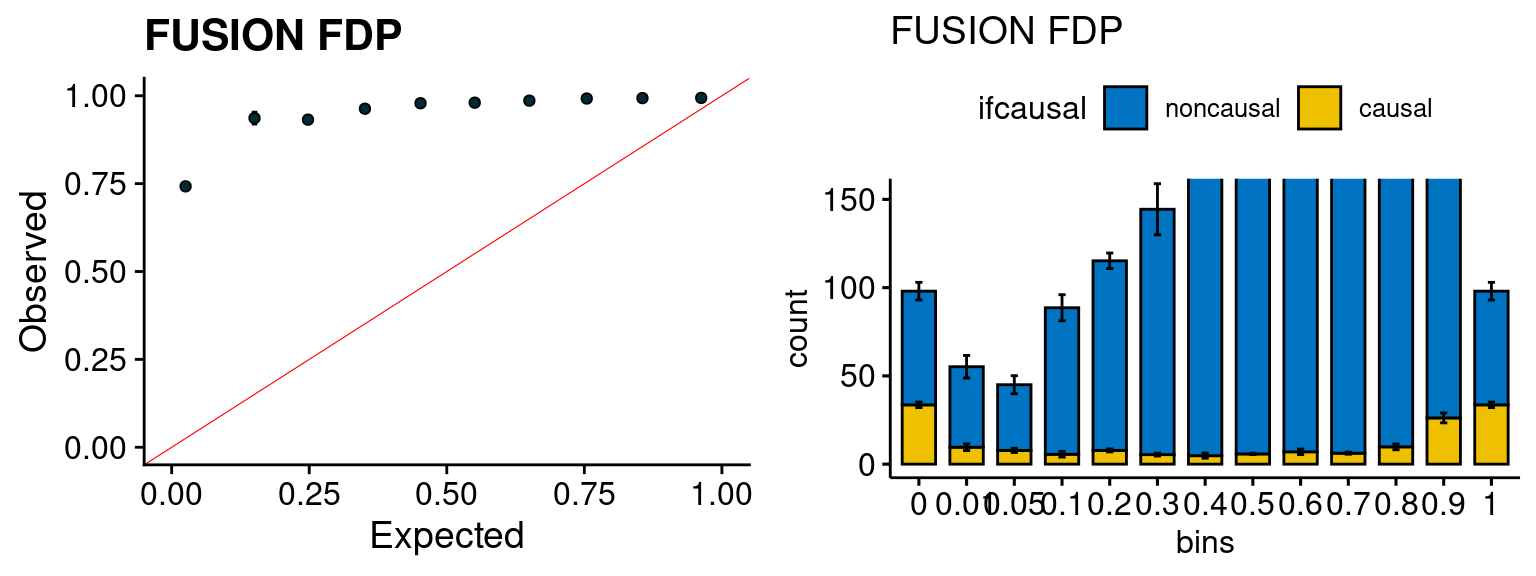 FUSION FDP
1.00
0.75
0.50
0.25
0.00
Observed
0.00 0.25 0.50 0.75 1.00
Expected
FUSION FDP
ifcausal noncausal causal
150
100
50
0
count
0 0.01 0.05 0.1 0.2 0.3 0.4 0.5 0.6 0.7 0.8 0.9 1
bins